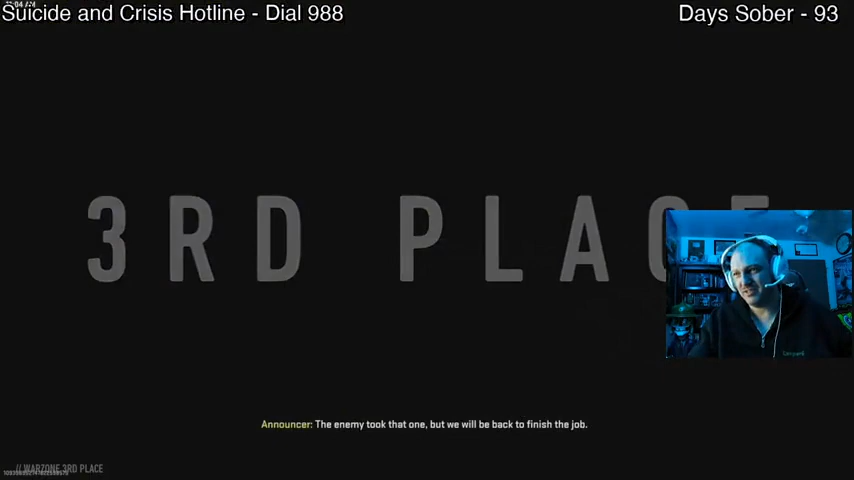 Suicide and Crisis Hotline - Dial 988
Days Sober - 93
3RD PLACE
Announcer: The enemy took that one, but we will be back to finish the job.
// WARZONE 3RD PLACE